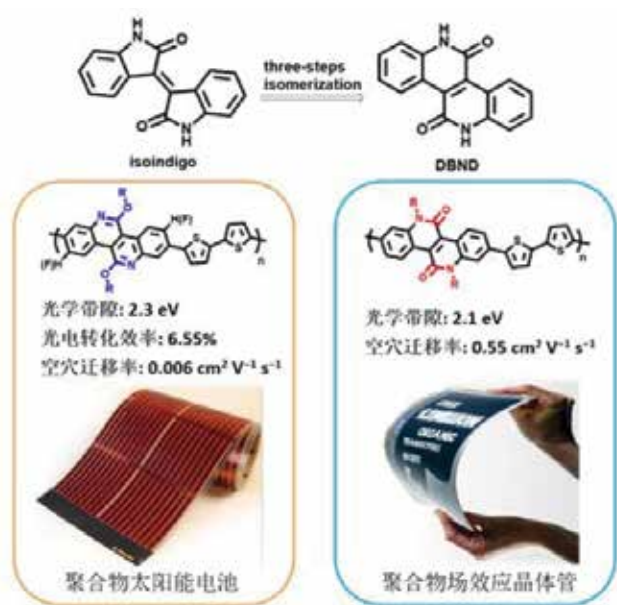 H
N
O
three-steps
isomerization
O
N
H
isoindigo
H
N
O
O
N
H
DBND
R
O
N
H(F)
S
S
n
(F)H
N
O
R
光学带隙: 2.3 eV
光电转化效率: 6.55%
空穴迁移率: 0.006 cm² V⁻¹ s⁻¹
聚合物太阳能电池
R
N
O
S
S
n
O
N
R
光学带隙: 2.1 eV
空穴迁移率: 0.55 cm² V⁻¹ s⁻¹
ORGANIC
聚合物场效应晶体管